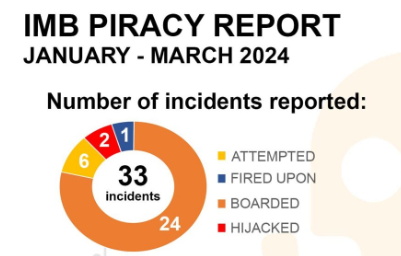 IMB PIRACY REPORT
JANUARY - MARCH 2024
Number of incidents reported:
2
1
6
33
incidents
24
ATTEMPTED
FIRED UPON
BOARDED
HIJACKED